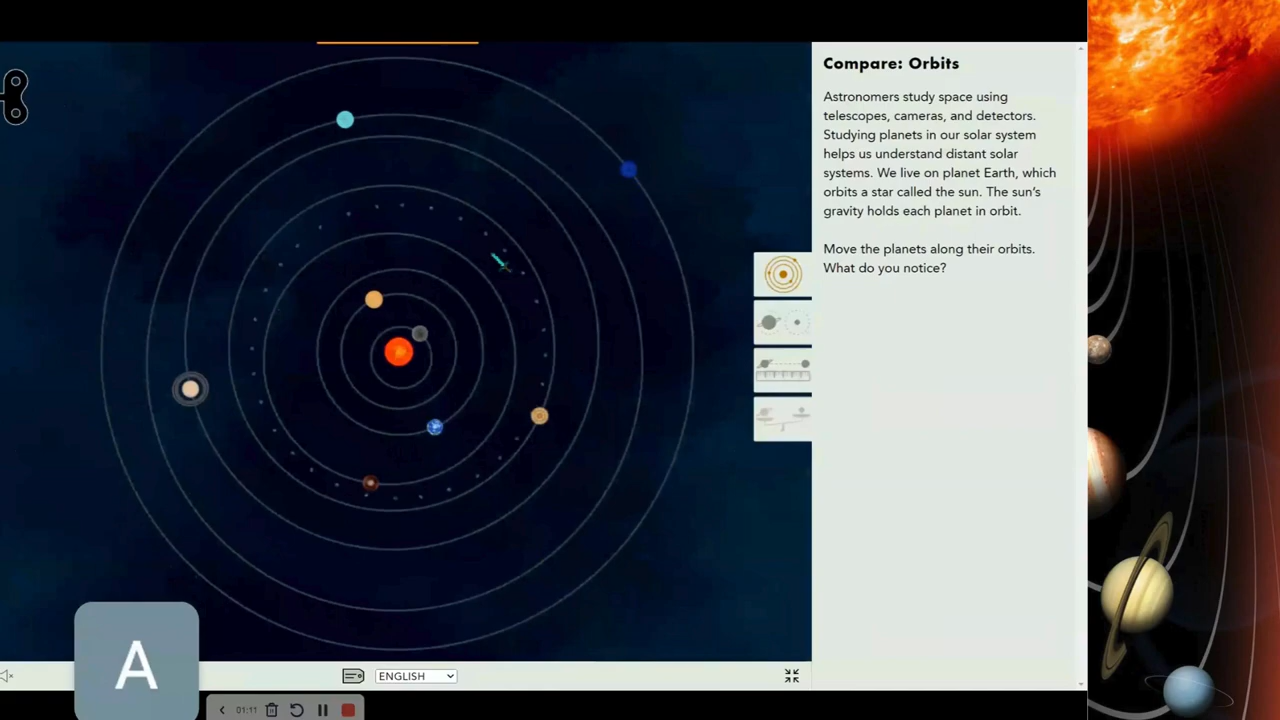 Compare: Orbits
Astronomers study space using
telescopes, cameras, and detectors.
Studying planets in our solar system
helps us understand distant solar
systems. We live on planet Earth, which
orbits a star called the sun. The sun’s
gravity holds each planet in orbit.
Move the planets along their orbits.
What do you notice?
A
ENGLISH
01:11